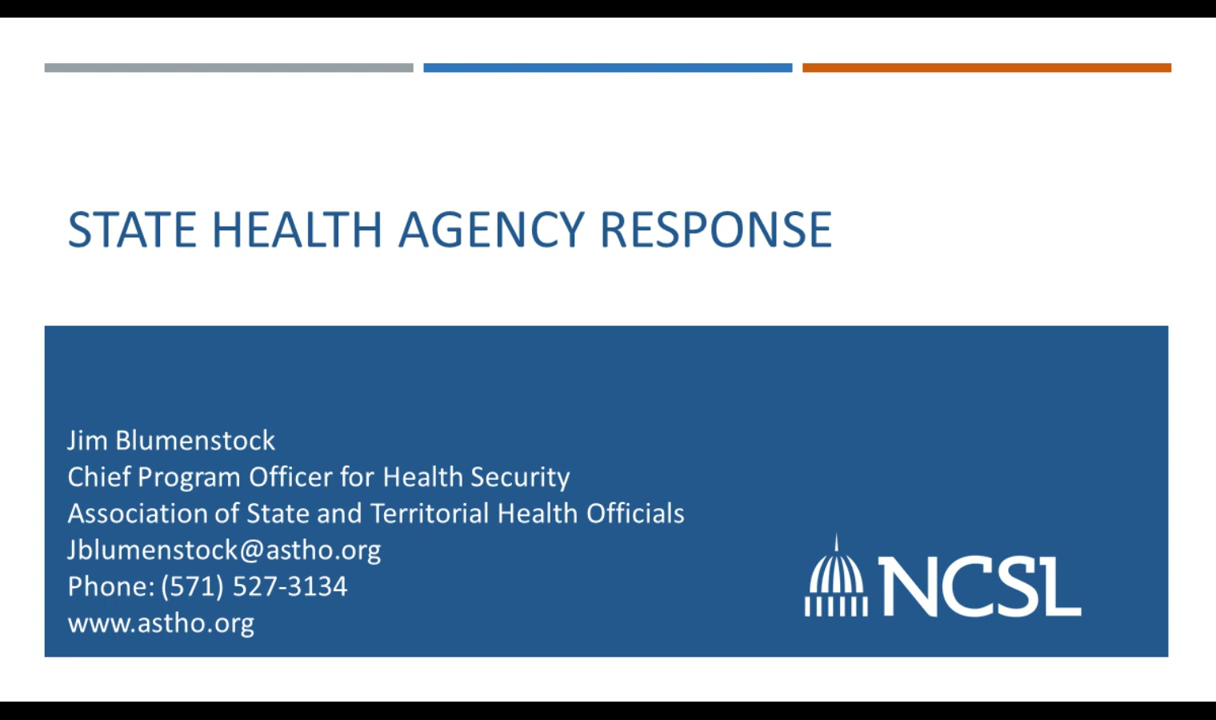 STATE HEALTH AGENCY RESPONSE
Jim Blumenstock
Chief Program Officer for Health Security
Association of State and Territorial Health Officials
Jblumenstock@astho.org
Phone: (571) 527-3134
www.astho.org
NCSL